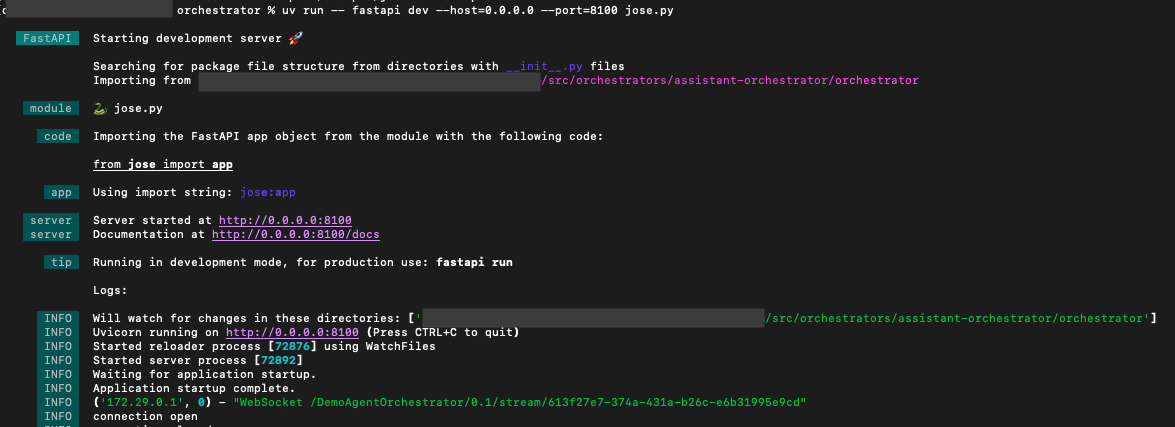 orchestrator % uv run -- fastapi dev --host=0.0.0.0 --port=8100 jose.py
FastAPI Starting development server 🚀
Searching for package file structure from directories with __init__.py files
Importing from /src/orchestrators/assistant-orchestrator/orchestrator
module 🐍 jose.py
code Importing the FastAPI app object from the module with the following code:
from jose import app
app Using import string: jose:app
server Server started at http://0.0.0.0:8100
server Documentation at http://0.0.0.0:8100/docs
tip Running in development mode, for production use: fastapi run
Logs:
INFO Will watch for changes in these directories: [' /src/orchestrators/assistant-orchestrator/orchestrator']
INFO Uvicorn running on http://0.0.0.0:8100 (Press CTRL+C to quit)
INFO Started reloader process [72876] using WatchFiles
INFO Started server process [72892]
INFO Waiting for application startup.
INFO Application startup complete.
INFO ('172.29.0.1', 0) - "WebSocket /DemoAgentOrchestrator/0.1/stream/613f27e7-374a-431a-b26c-e6b31995e9cd"
INFO connection open